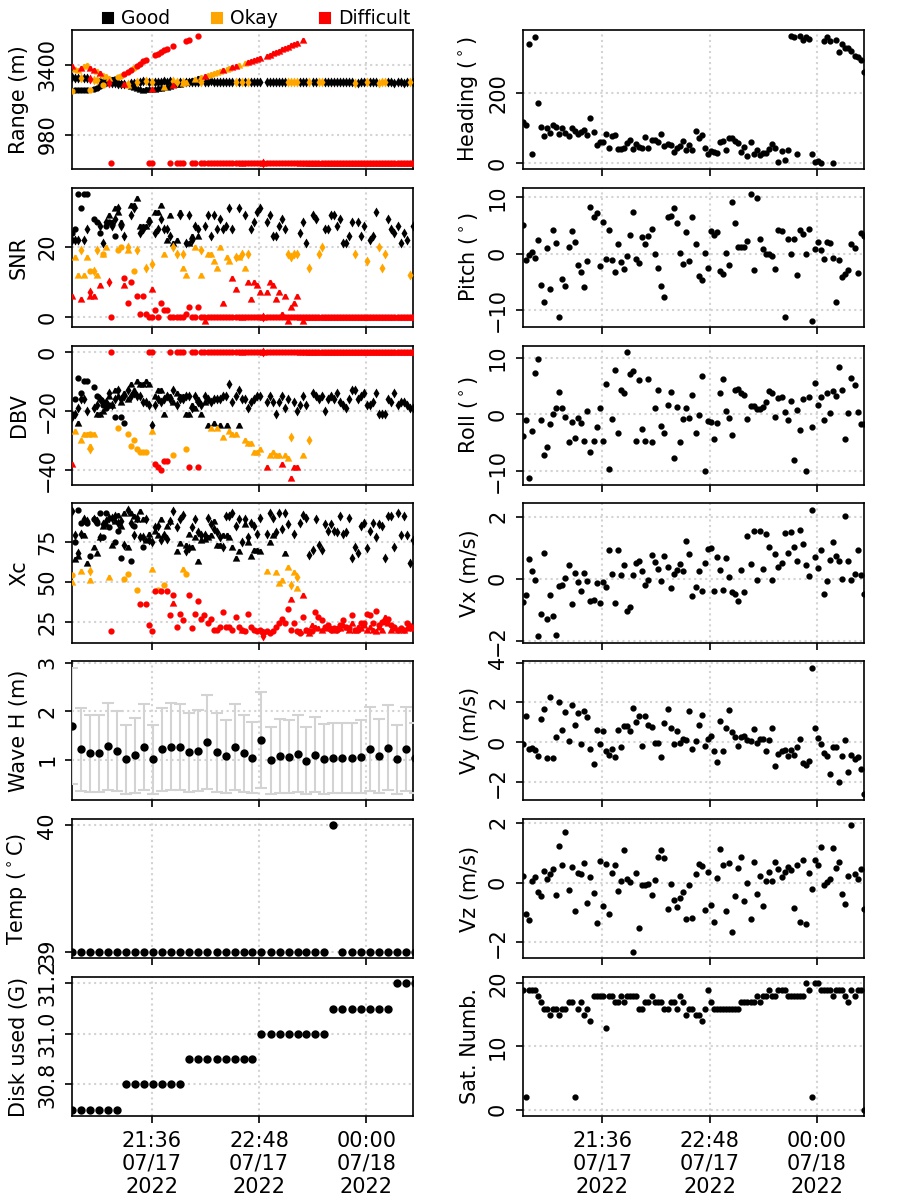 Good Okay Difficult
Range (m)
3400
980
Heading (°)
200
0
SNR
20
0
Pitch (°)
10
0
−10
DBV
0
−20
−40
Roll (°)
10
0
−10
Xc
75
50
25
Vx (m/s)
2
0
−2
Wave H (m)
3
2
1
Vy (m/s)
4
2
0
−2
Temp (°C)
40
239
Vz (m/s)
2
0
−2
Disk used (G)
31.2
31.0
30.8
Sat. Numb.
20
10
0
21:36 22:48 00:00
07/17 07/17 07/18
2022 2022 2022
21:36 22:48 00:00
07/17 07/17 07/18
2022 2022 2022